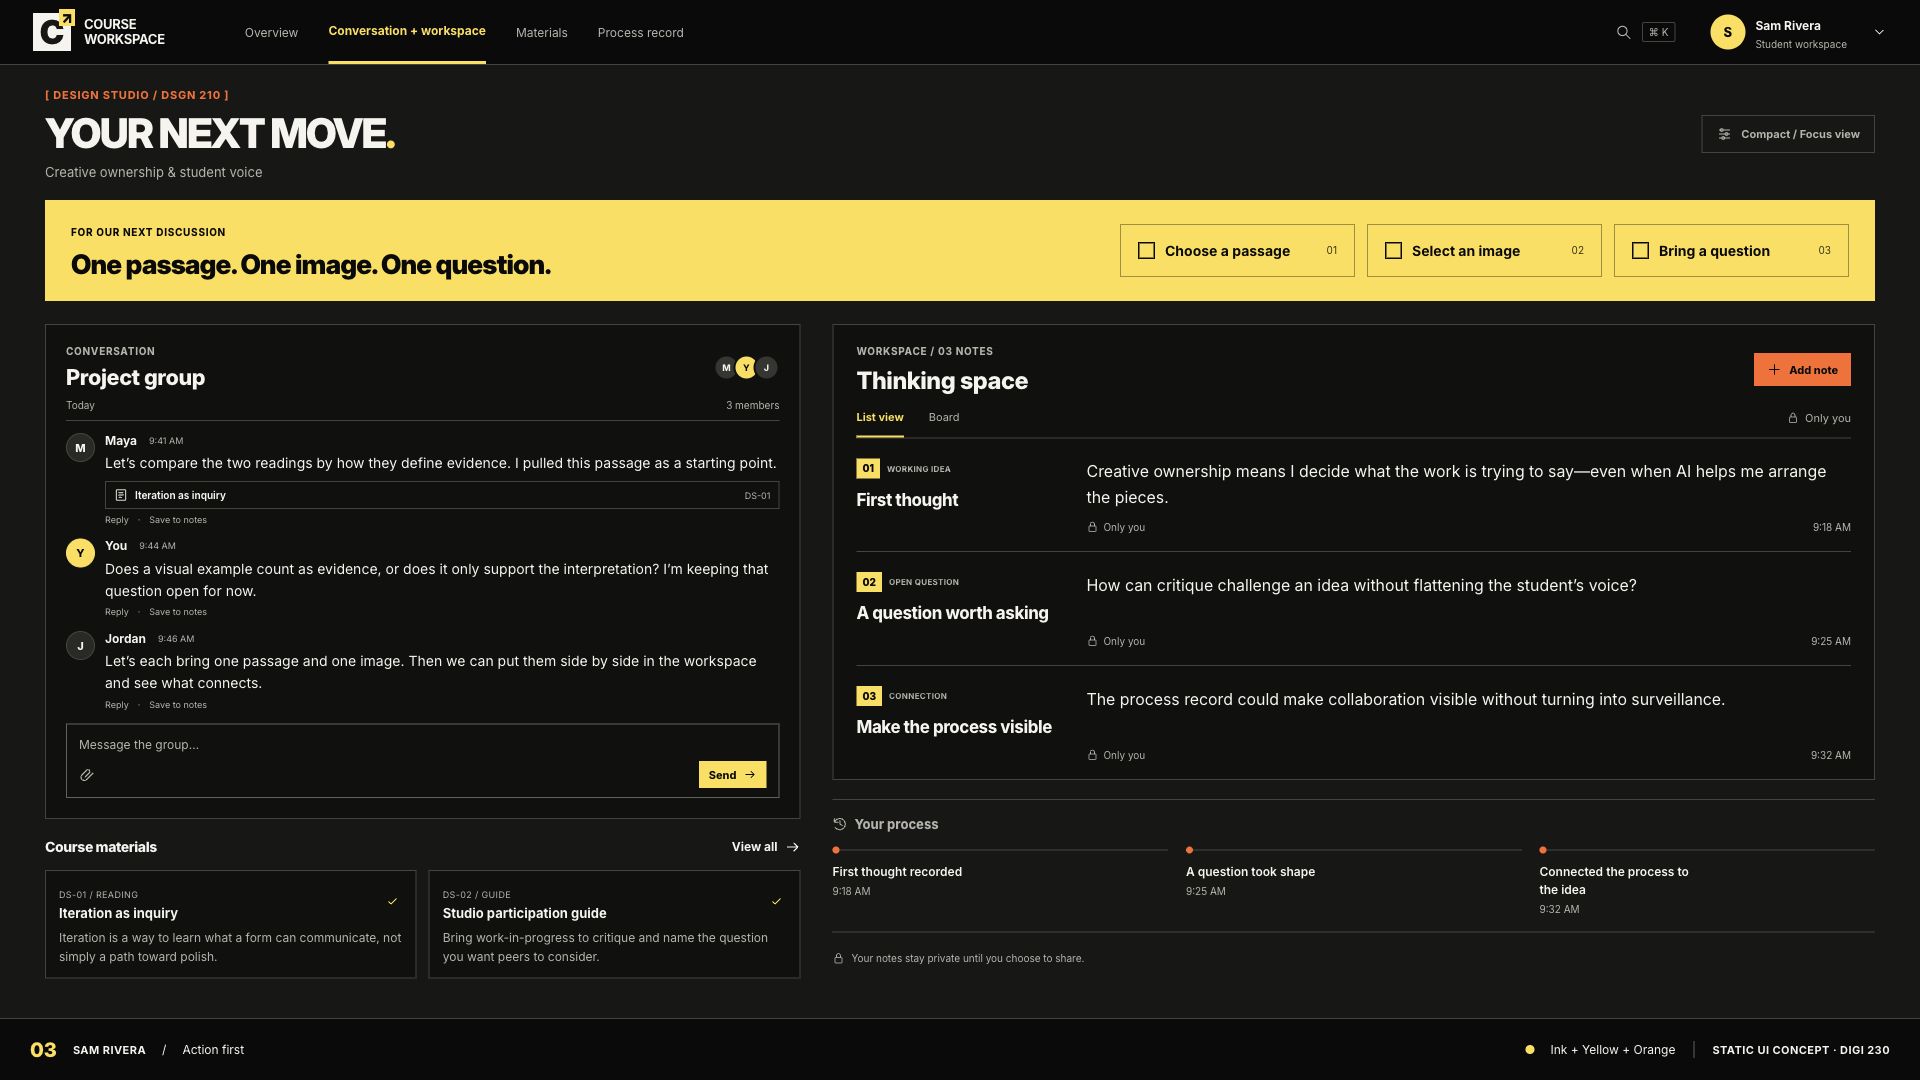 C
COURSE
WORKSPACE
Overview
Conversation + workspace
Materials
Process record
⌘ K
S
Sam Rivera
Student workspace
[ DESIGN STUDIO / DSGN 210 ]
YOUR NEXT MOVE.
Creative ownership & student voice
Compact / Focus view
FOR OUR NEXT DISCUSSION
One passage. One image. One question.
Choose a passage 01
Select an image 02
Bring a question 03
CONVERSATION
Project group
M Y J
Today
3 members
M
Maya 9:41 AM
Let’s compare the two readings by how they define evidence. I pulled this passage as a starting point.
Iteration as inquiry DS-01
Reply · Save to notes
Y
You 9:44 AM
Does a visual example count as evidence, or does it only support the interpretation? I’m keeping that
question open for now.
Reply · Save to notes
J
Jordan 9:46 AM
Let’s each bring one passage and one image. Then we can put them side by side in the workspace
and see what connects.
Reply · Save to notes
Message the group...
Send
Course materials
View all
DS-01 / READING
Iteration as inquiry
Iteration is a way to learn what a form can communicate, not
simply a path toward polish.
DS-02 / GUIDE
Studio participation guide
Bring work-in-progress to critique and name the question
you want peers to consider.
WORKSPACE / 03 NOTES
Thinking space
Add note
List view
Board
Only you
01 WORKING IDEA
First thought
Creative ownership means I decide what the work is trying to say—even when AI helps me arrange
the pieces.
Only you
9:18 AM
02 OPEN QUESTION
A question worth asking
How can critique challenge an idea without flattening the student’s voice?
Only you
9:25 AM
03 CONNECTION
Make the process visible
The process record could make collaboration visible without turning into surveillance.
Only you
9:32 AM
Your process
First thought recorded
9:18 AM
A question took shape
9:25 AM
Connected the process to
the idea
9:32 AM
Your notes stay private until you choose to share.
03
SAM RIVERA / Action first
Ink + Yellow + Orange
STATIC UI CONCEPT · DIGI 230